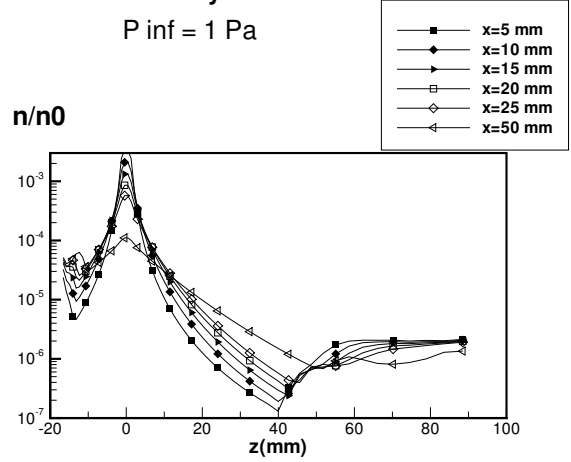 P inf = 1 Pa
x=5 mm
x=10 mm
x=15 mm
x=20 mm
x=25 mm
x=50 mm
n/n0
10-3
10-4
10-5
10-6
10-7
-20 0 20 40 60 80 100
z(mm)